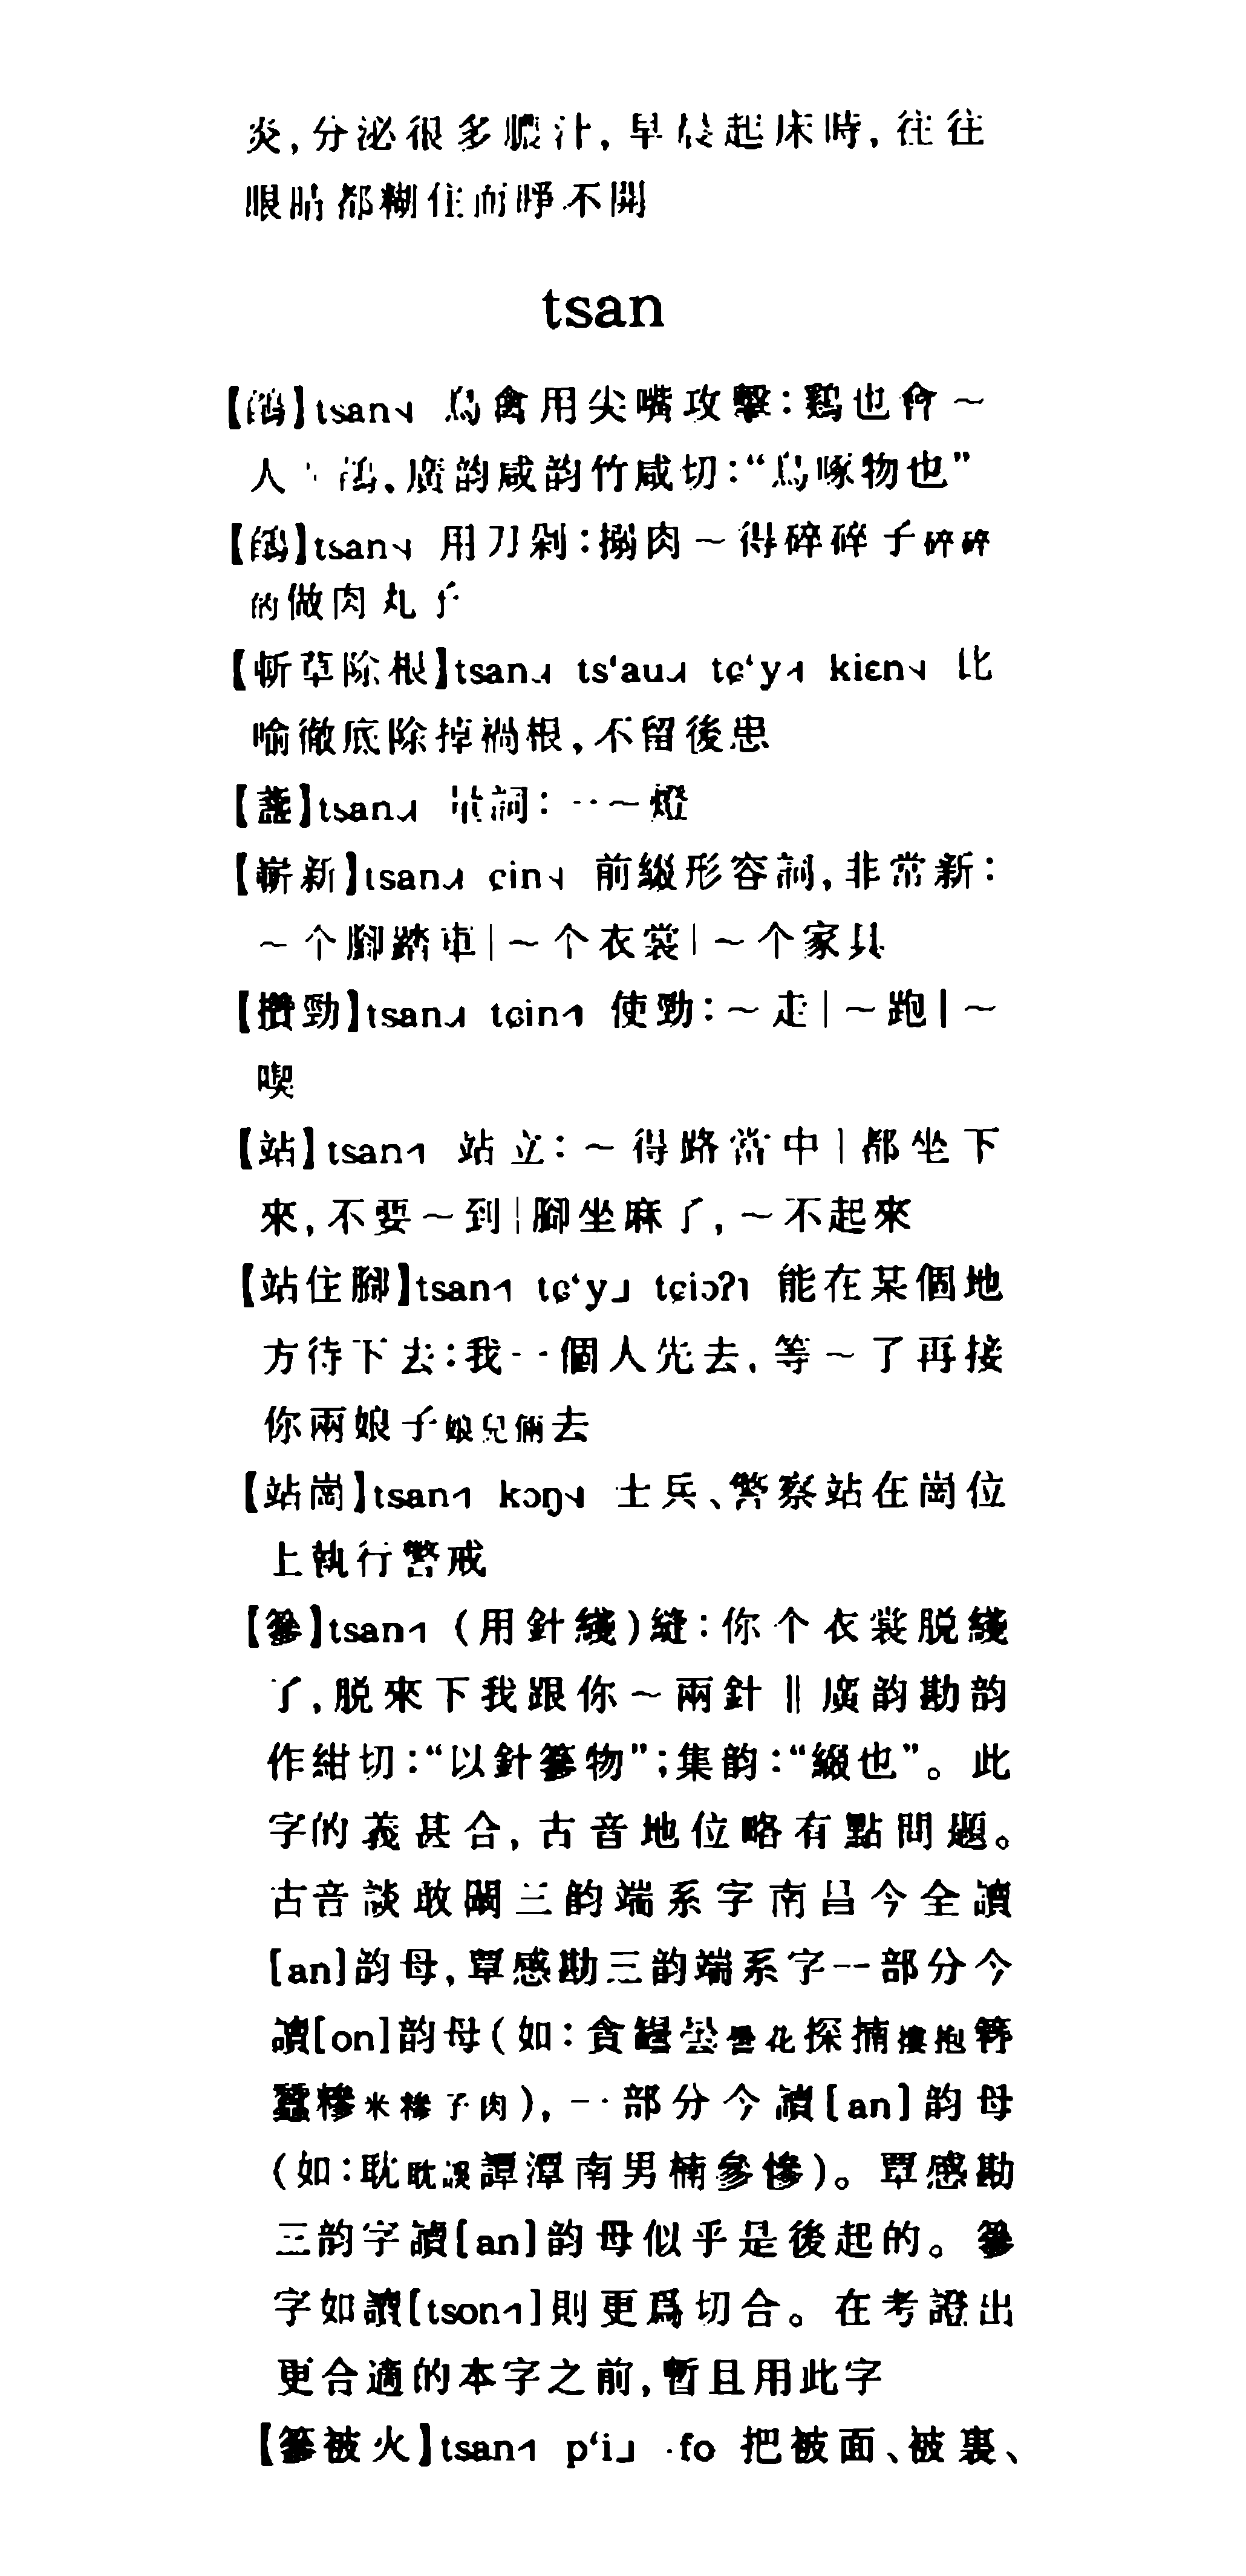 炎，分泌很多膿汁，早晨起床時，往往
眼睛都糊住而睁不開
tsan
【鵮】tsan˧˨ 鳥禽用尖嘴攻擊：鷄也會～
人‖鵮，廣韵咸韵竹咸切：“鳥啄物也”
【鵮】tsan 用刀剁：搦肉～得碎碎子碎碎
的做肉丸子
【斬草除根】tsan ts‘au tɕ‘y kiɛn 比
喻徹底除掉禍根，不留後患
【盞】tsan 量詞：一～燈
【嶄新】tsan ɕin 前綴形容詞，非常新：
～个腳踏車｜～个衣裳｜～个家具
【攢勁】tsan tɕin 使勁：～走｜～跑｜～
喫
【站】tsan 站立：～得路當中｜都坐下
來，不要～到｜腳坐麻了，～不起來
【站住腳】tsan tɕ‘y tɕiɔʔ 能在某個地
方待下去：我一個人先去，等～了再接
你兩娘子娘兒倆去
【站崗】tsan kɔŋ 士兵、警察站在崗位
上執行警戒
【篸】tsan （用針綫）縫：你个衣裳脱綫
了，脱來下我跟你～兩針‖廣韵勘韵
作紺切：“以針篸物”；集韵：“綴也”。此
字的義甚合，古音地位略有點問題。
古音談敢闞三韵端系字南昌今全讀
[an]韵母，覃感勘三韵端系字一部分今
讀[on]韵母（如：貪曇曇花探揇摟抱簪
蠶糝米糝子肉），一部分今讀[an]韵母
（如：耽耽誤譚潭南男楠參慘）。覃感勘
三韵字讀[an]韵母似乎是後起的。篸
字如讀[tson]則更爲切合。在考證出
更合適的本字之前，暫且用此字
【篸被火】tsan p‘i ·fo 把被面、被裏、